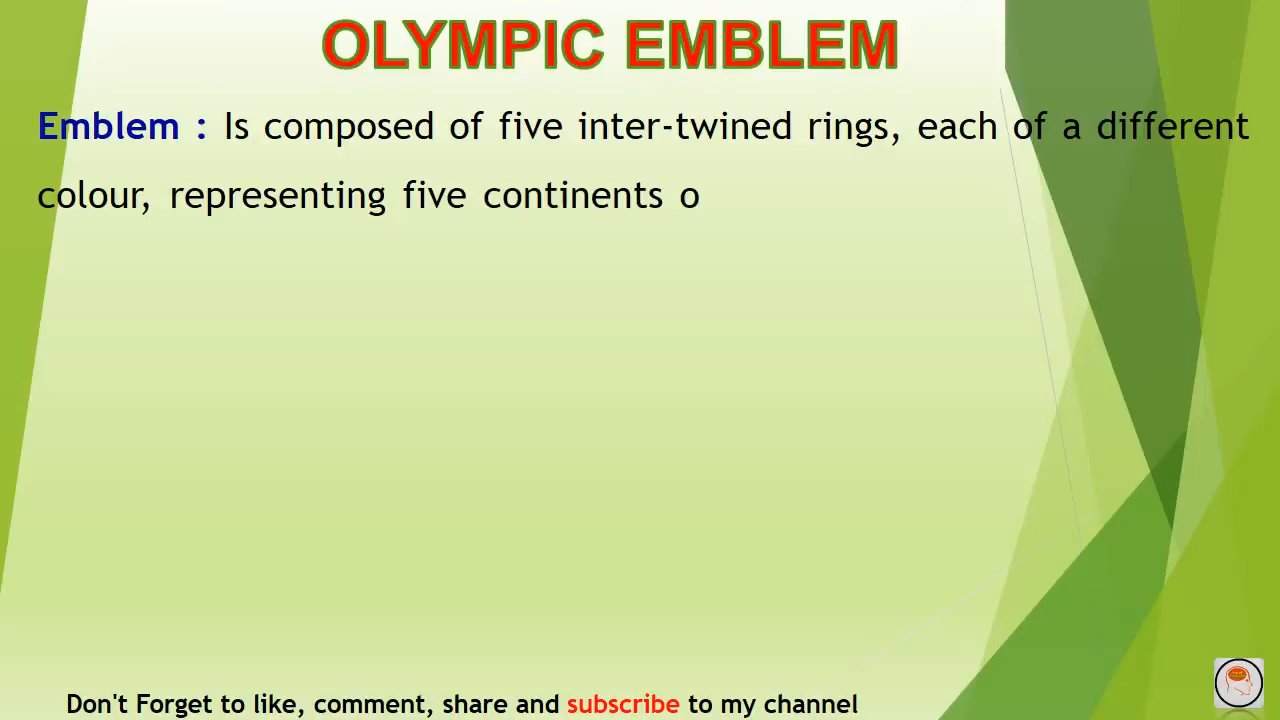 OLYMPIC EMBLEM
Emblem : Is composed of five inter-twined rings, each of a different
colour, representing five continents o
Don't Forget to like, comment, share and subscribe to my channel